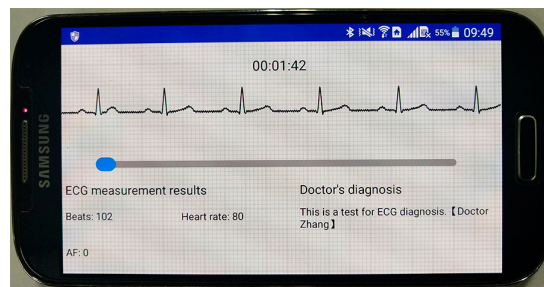 SAMSUNG
55% 09:49
00:01:42
ECG measurement results
Doctor's diagnosis
Beats: 102
Heart rate: 80
This is a test for ECG diagnosis.【Doctor
Zhang】
AF: 0